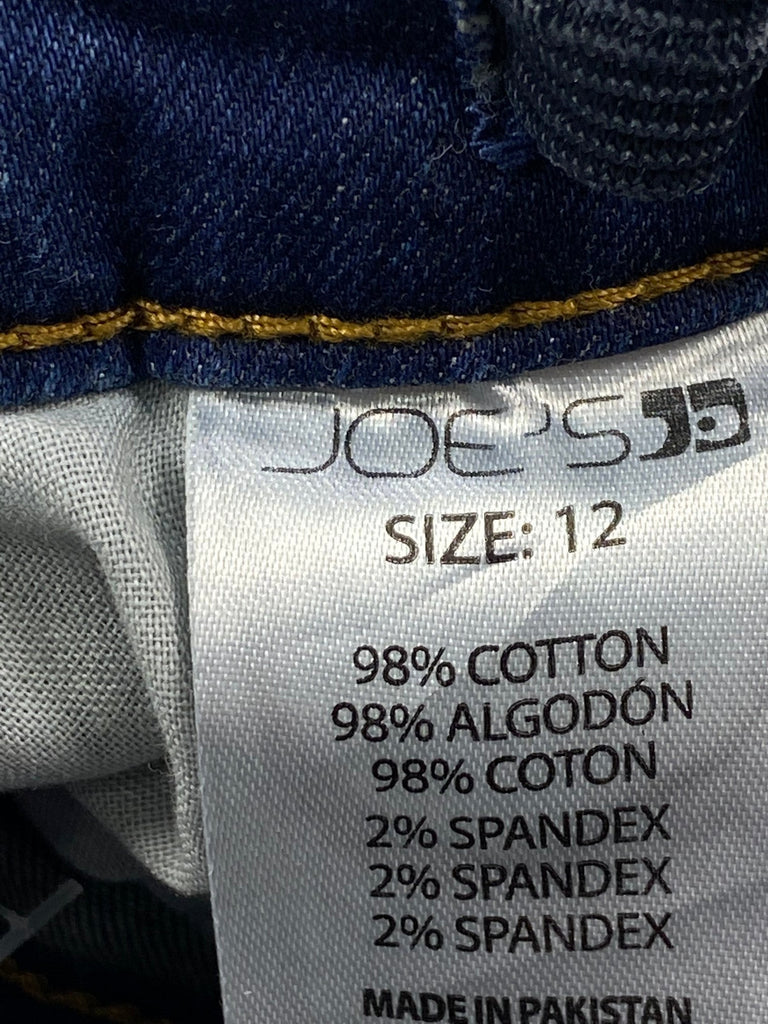 JOE'S
SIZE: 12
98% COTTON
98% ALGODÓN
98% COTON
2% SPANDEX
2% SPANDEX
2% SPANDEX
MADE IN PAKISTAN